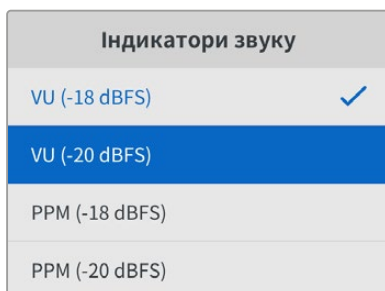 Індикатори звуку
VU (-18 dBFS)
VU (-20 dBFS)
PPM (-18 dBFS)
PPM (-20 dBFS)